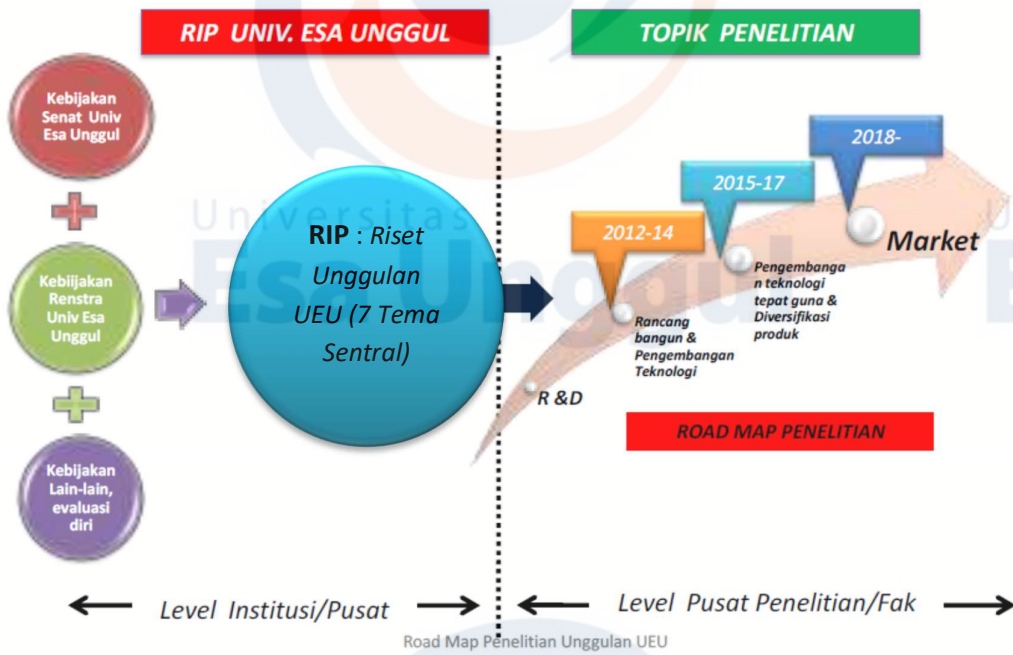 RIP UNIV. ESA UNGGUL
TOPIK PENELITIAN
Kebijakan
Senat Univ
Esa Unggul
Kebijakan
Renstra
Univ Esa
Unggul
Kebijakan
Lain-lain,
evaluasi
diri
Universitas
Esa Unggul
RIP : Riset
Unggulan
UEU (7 Tema
Sentral)
2012-14
2015-17
2018-
R &D
Rancang
bangun &
Pengembangan
Teknologi
Pengembanga
n teknologi
tepat guna &
Diversifikasi
produk
Market
ROAD MAP PENELITIAN
Level Institusi/Pusat
Level Pusat Penelitian/Fak
Road Map Penelitian Unggulan UEU
U
E